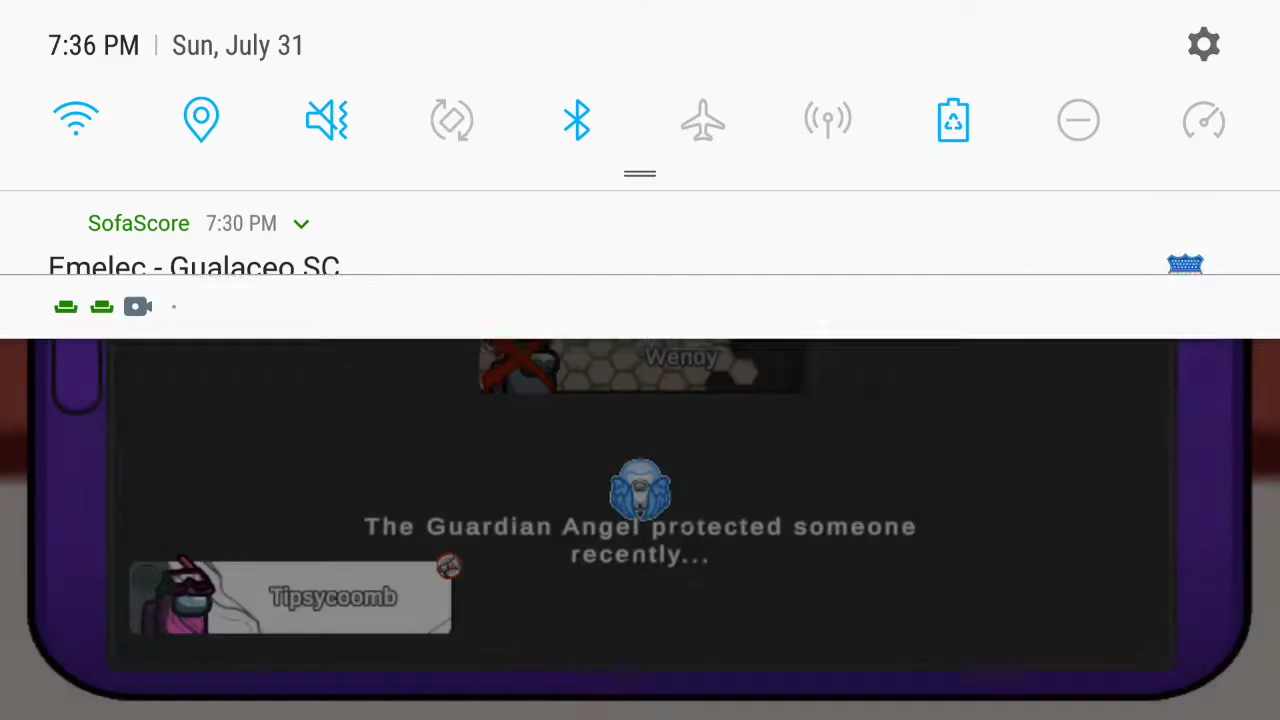 7:36 PM | Sun, July 31
SofaScore 7:30 PM
Emelec - Gualaceo SC
Wendy
The Guardian Angel protected someone
recently...
Tipsycoomb